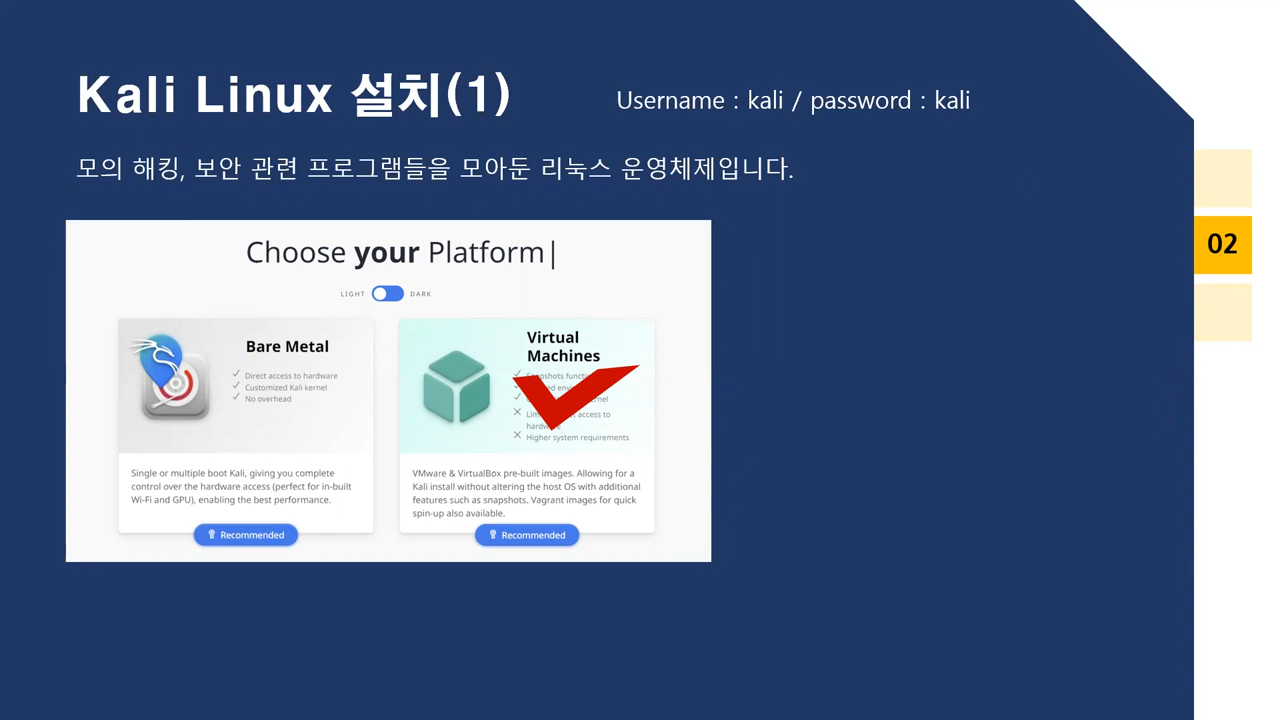 Kali Linux 설치(1)
Username : kali / password : kali
모의 해킹, 보안 관련 프로그램들을 모아둔 리눅스 운영체제입니다.
02
Choose your Platform|
LIGHT DARK
Bare Metal
Direct access to hardware
Customized Kali kernel
No overhead
Single or multiple boot Kali, giving you complete
control over the hardware access (perfect for in-built
Wi-Fi and GPU), enabling the best performance.
Recommended
Virtual
Machines
Snapshots
access to
Higher system requirements
VMware & VirtualBox pre-built images. Allowing for a
Kali install without altering the host OS with additional
features such as snapshots. Vagrant images for quick
spin-up also available.
Recommended